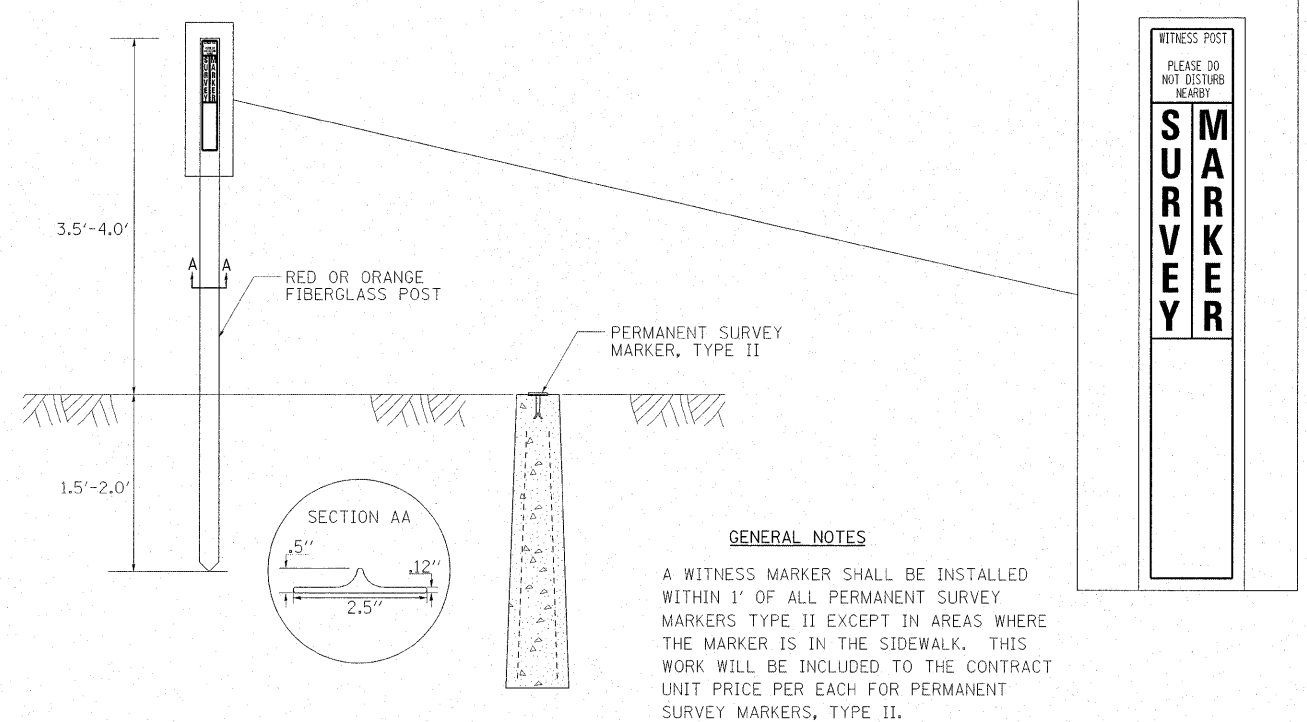 3.5'-4.0'
A A
RED OR ORANGE
FIBERGLASS POST
PERMANENT SURVEY
MARKER, TYPE II
1.5'-2.0'
SECTION AA
.5"
.12"
2.5"
GENERAL NOTES
A WITNESS MARKER SHALL BE INSTALLED
WITHIN 1' OF ALL PERMANENT SURVEY
MARKERS TYPE II EXCEPT IN AREAS WHERE
THE MARKER IS IN THE SIDEWALK. THIS
WORK WILL BE INCLUDED TO THE CONTRACT
UNIT PRICE PER EACH FOR PERMANENT
SURVEY MARKERS, TYPE II.
WITNESS POST
PLEASE DO
NOT DISTURB
NEARBY
SURVEY
MARKER
SURVEY
MARKER